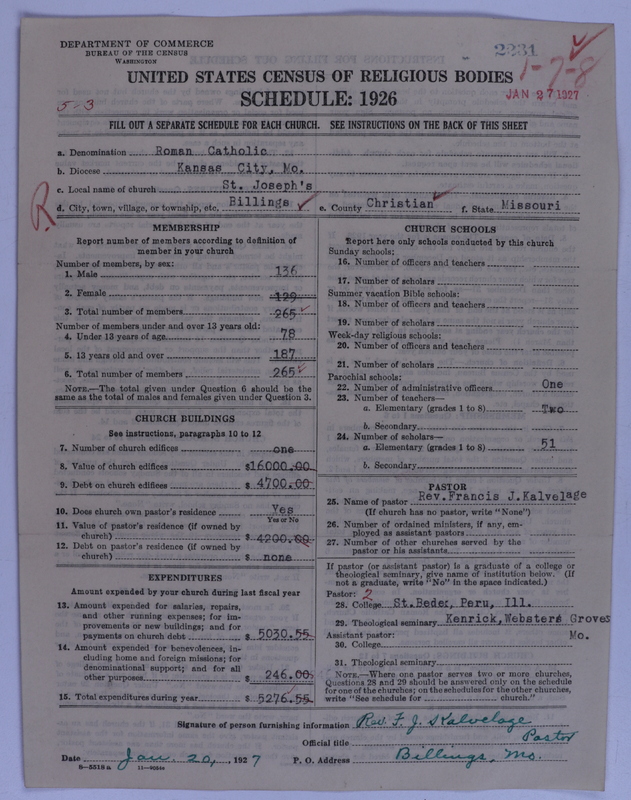 DEPARTMENT OF COMMERCE
BUREAU OF THE CENSUS
WASHINGTON
2231
1-7-8
JAN 27 1927
UNITED STATES CENSUS OF RELIGIOUS BODIES
SCHEDULE: 1926
5-3
FILL OUT A SEPARATE SCHEDULE FOR EACH CHURCH. SEE INSTRUCTIONS ON THE BACK OF THIS SHEET
a. Denomination Roman Catholic
b. Diocese Kansas City, Mo.
c. Local name of church St. Joseph's
R
d. City, town, village, or township, etc. Billings e. County Christian f. State Missouri
MEMBERSHIP
Report number of members according to definition of
member in your church
Number of members, by sex:
1. Male 136
2. Female 129
3. Total number of members 265
Number of members under and over 13 years old:
4. Under 13 years of age 78
5. 13 years old and over 187
6. Total number of members 265
NOTE.—The total given under Question 6 should be the
same as the total of males and females given under Question 3.
CHURCH BUILDINGS
See instructions, paragraphs 10 to 12
7. Number of church edifices one
8. Value of church edifices $16000.00
9. Debt on church edifices $ 4700.00
10. Does church own pastor's residence Yes
Yes or No
11. Value of pastor's residence (if owned by
church) $ 4200.00
12. Debt on pastor's residence (if owned by
church) $ none
EXPENDITURES
Amount expended by your church during last fiscal year
13. Amount expended for salaries, repairs,
and other running expenses; for im-
provements or new buildings; and for
payments on church debt $ 5030.55
14. Amount expended for benevolences, in-
cluding home and foreign missions; for
denominational support; and for all
other purposes $ 246.00
15. Total expenditures during year $ 5276.55
CHURCH SCHOOLS
Report here only schools conducted by this church
Sunday schools:
16. Number of officers and teachers
17. Number of scholars
Summer vacation Bible schools:
18. Number of officers and teachers
19. Number of scholars
Week-day religious schools:
20. Number of officers and teachers
21. Number of scholars
Parochial schools:
22. Number of administrative officers One
23. Number of teachers—
a. Elementary (grades 1 to 8) Two
b. Secondary
24. Number of scholars—
a. Elementary (grades 1 to 8) 51
b. Secondary
PASTOR
25. Name of pastor Rev.Francis J.Kalvelage
(If church has no pastor, write "None")
26. Number of ordained ministers, if any, em-
ployed as assistant pastors
27. Number of other churches served by the
pastor or his assistants
If pastor (or assistant pastor) is a graduate of a college or
theological seminary, give name of institution below. (If
not a graduate, write "No" in the space indicated.)
Pastor: 2
28. College St.Bedes, Peru, Ill.
29. Theological seminary Kenrick,Websters Groves
Assistant pastor: Mo.
30. College
31. Theological seminary
NOTE.—Where one pastor serves two or more churches,
Questions 28 and 29 should be answered only on the schedule
for one of the churches; on the schedules for the other churches,
write "See schedule for church."
Signature of person furnishing information Rev. F. J. Kalvelage
Official title Pastor
Date Jan. 20, 1927 P. O. Address Billings, Mo.
8—5518a 11—9054